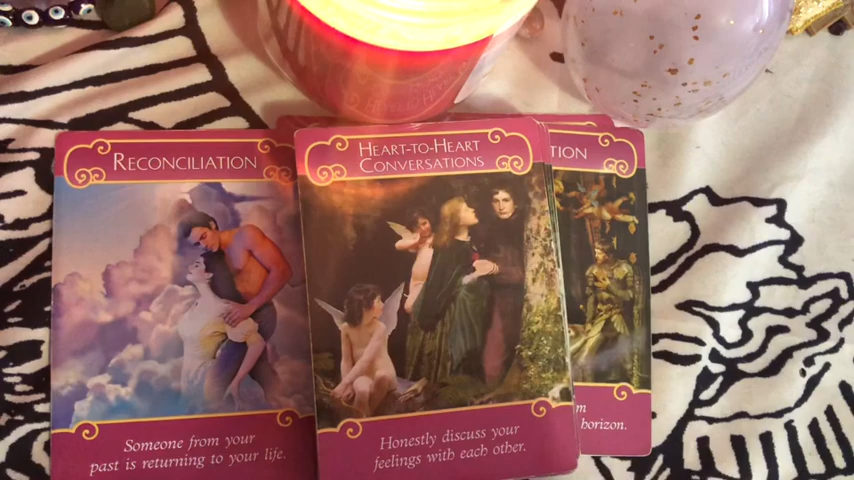 RECONCILIATION
Someone from your
past is returning to your life.
HEART-TO-HEART
CONVERSATIONS
Honestly discuss your
feelings with each other.
TION
m
horizon.